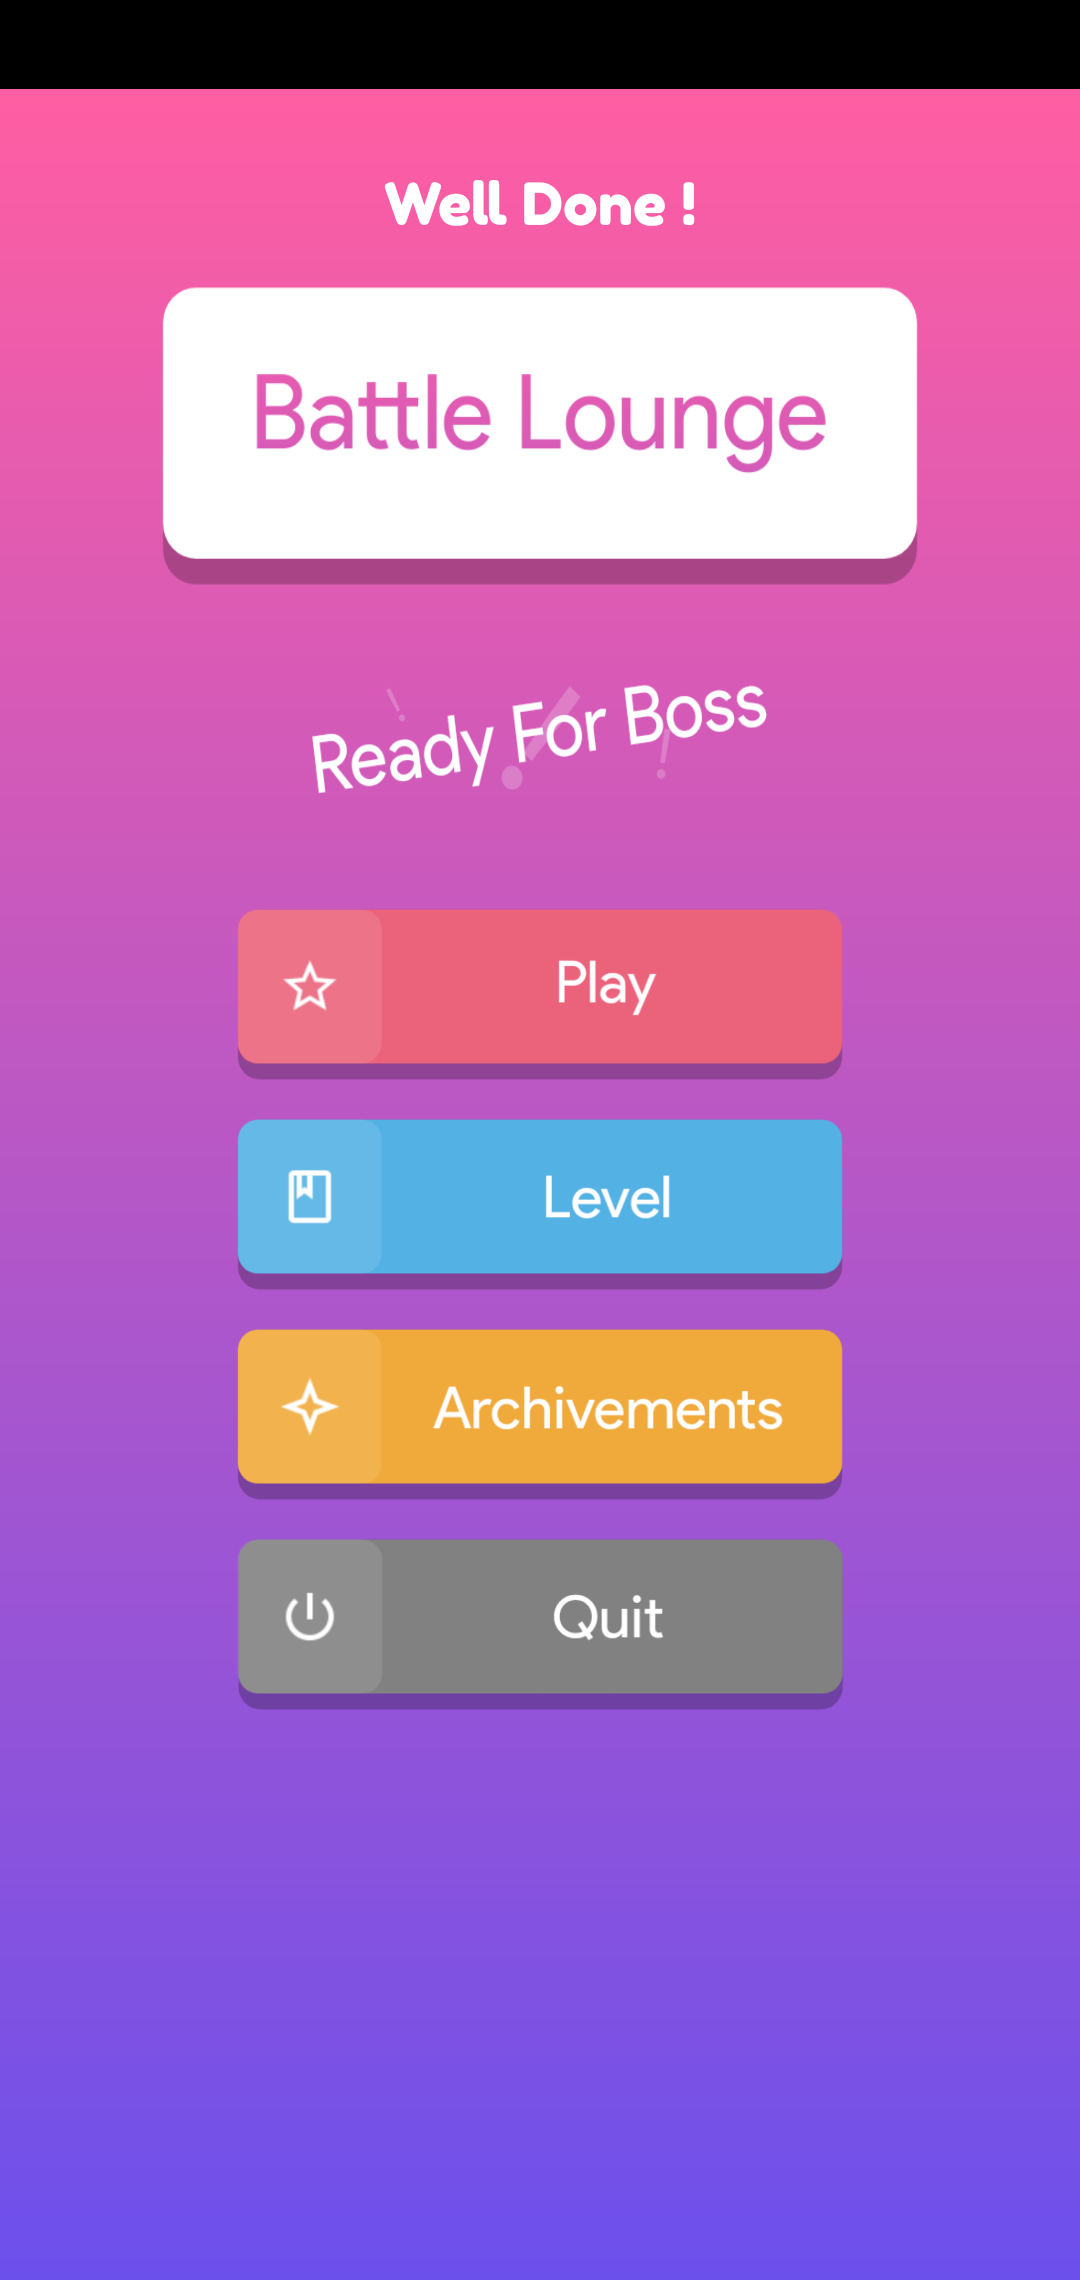 Well Done !
Battle Lounge
Ready For Boss
Play
Level
Archivements
Quit